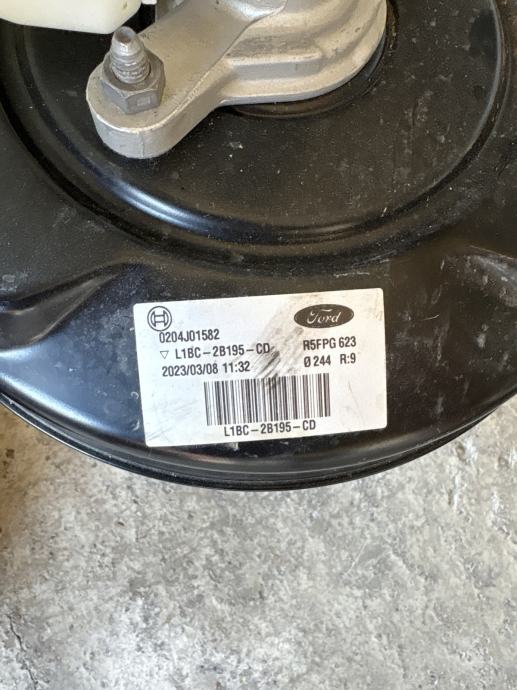 Ford
0204J01582
▽ L1BC-2B195-CD R5FPG 623
2023/03/08 11:32 Ø 244 R:9
L1BC-2B195-CD